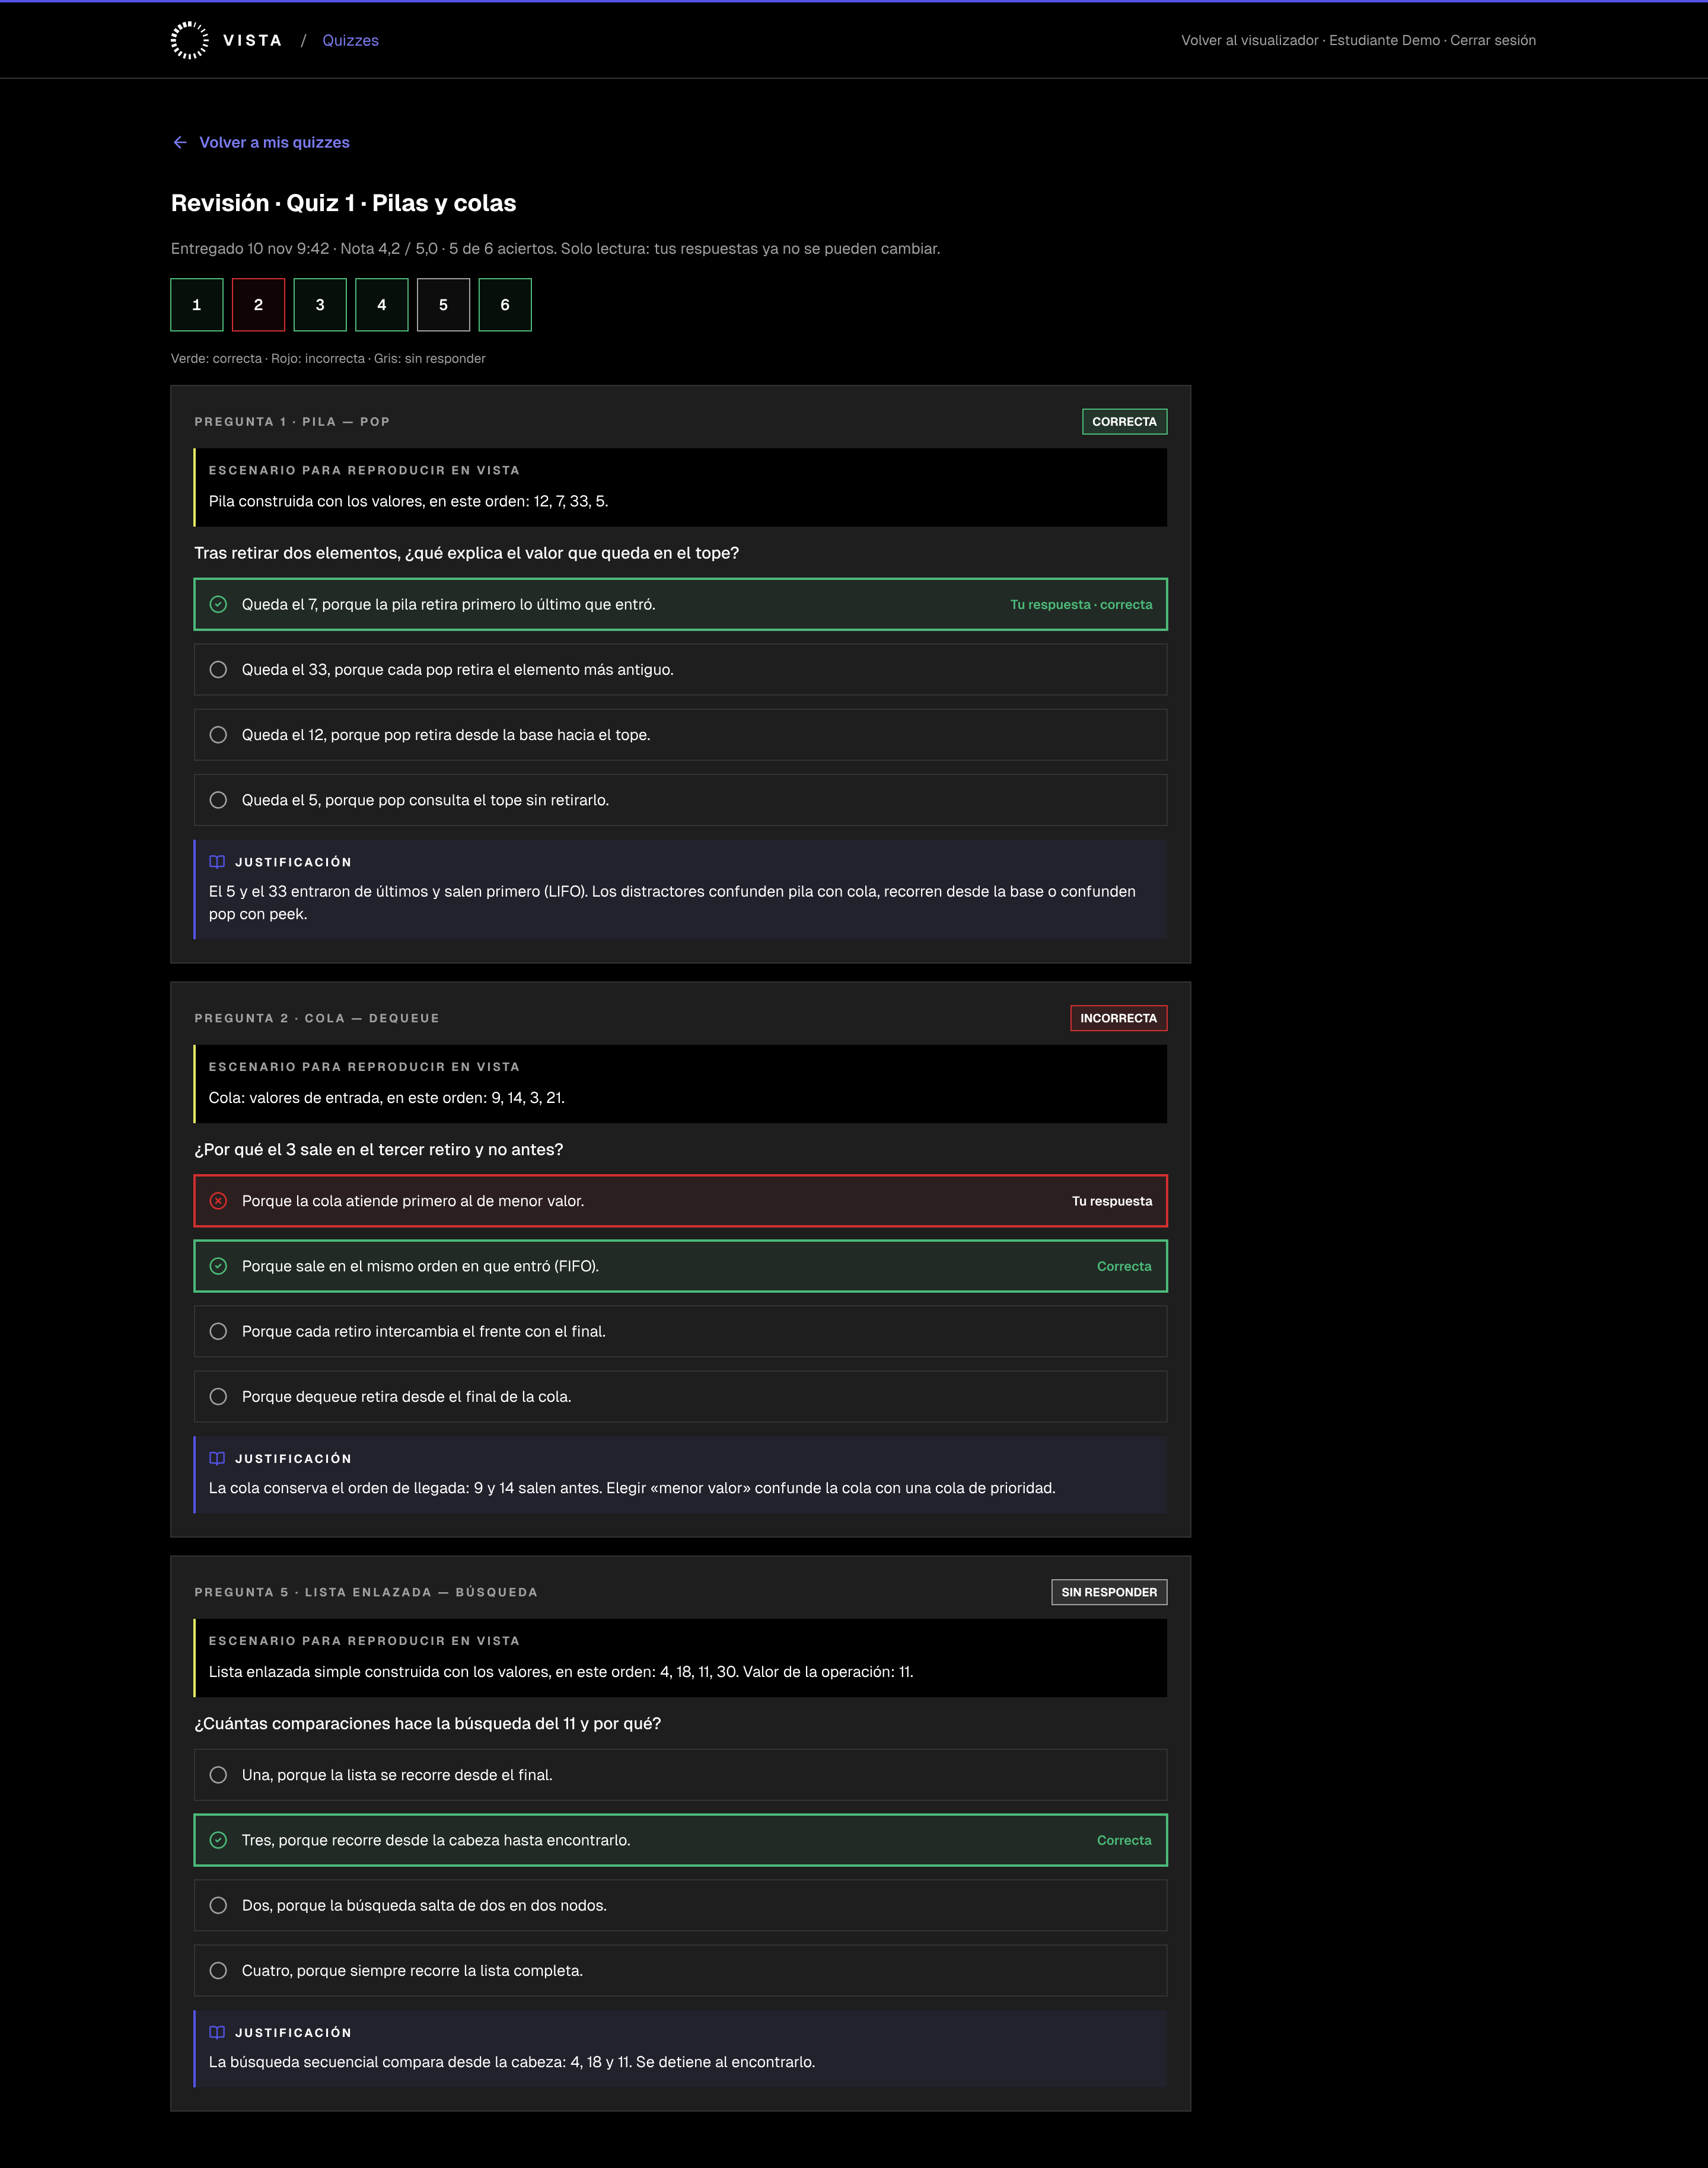 VISTA / Quizzes
Volver al visualizador · Estudiante Demo · Cerrar sesión
Volver a mis quizzes
Revisión · Quiz 1 · Pilas y colas
Entregado 10 nov 9:42 · Nota 4,2 / 5,0 · 5 de 6 aciertos. Solo lectura: tus respuestas ya no se pueden cambiar.
1 2 3 4 5 6
Verde: correcta · Rojo: incorrecta · Gris: sin responder
PREGUNTA 1 · PILA — POP
CORRECTA
ESCENARIO PARA REPRODUCIR EN VISTA
Pila construida con los valores, en este orden: 12, 7, 33, 5.
Tras retirar dos elementos, ¿qué explica el valor que queda en el tope?
Queda el 7, porque la pila retira primero lo último que entró.
Tu respuesta · correcta
Queda el 33, porque cada pop retira el elemento más antiguo.
Queda el 12, porque pop retira desde la base hacia el tope.
Queda el 5, porque pop consulta el tope sin retirarlo.
JUSTIFICACIÓN
El 5 y el 33 entraron de últimos y salen primero (LIFO). Los distractores confunden pila con cola, recorren desde la base o confunden
pop con peek.
PREGUNTA 2 · COLA — DEQUEUE
INCORRECTA
ESCENARIO PARA REPRODUCIR EN VISTA
Cola: valores de entrada, en este orden: 9, 14, 3, 21.
¿Por qué el 3 sale en el tercer retiro y no antes?
Porque la cola atiende primero al de menor valor.
Tu respuesta
Porque sale en el mismo orden en que entró (FIFO).
Correcta
Porque cada retiro intercambia el frente con el final.
Porque dequeue retira desde el final de la cola.
JUSTIFICACIÓN
La cola conserva el orden de llegada: 9 y 14 salen antes. Elegir «menor valor» confunde la cola con una cola de prioridad.
PREGUNTA 5 · LISTA ENLAZADA — BÚSQUEDA
SIN RESPONDER
ESCENARIO PARA REPRODUCIR EN VISTA
Lista enlazada simple construida con los valores, en este orden: 4, 18, 11, 30. Valor de la operación: 11.
¿Cuántas comparaciones hace la búsqueda del 11 y por qué?
Una, porque la lista se recorre desde el final.
Tres, porque recorre desde la cabeza hasta encontrarlo.
Correcta
Dos, porque la búsqueda salta de dos en dos nodos.
Cuatro, porque siempre recorre la lista completa.
JUSTIFICACIÓN
La búsqueda secuencial compara desde la cabeza: 4, 18 y 11. Se detiene al encontrarlo.